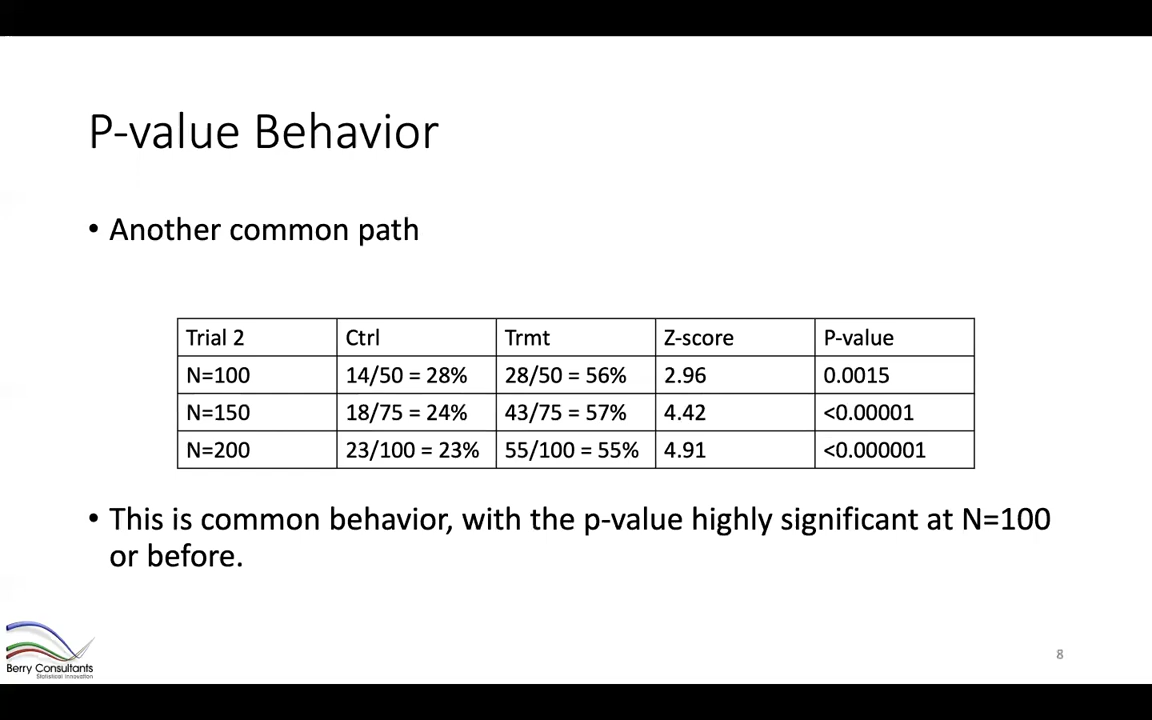 P-value Behavior
• Another common path
Trial 2 Ctrl Trmt Z-score P-value
N=100 14/50 = 28% 28/50 = 56% 2.96 0.0015
N=150 18/75 = 24% 43/75 = 57% 4.42 <0.00001
N=200 23/100 = 23% 55/100 = 55% 4.91 <0.000001
• This is common behavior, with the p-value highly significant at N=100
or before.
Berry Consultants
Statistical Innovation
8